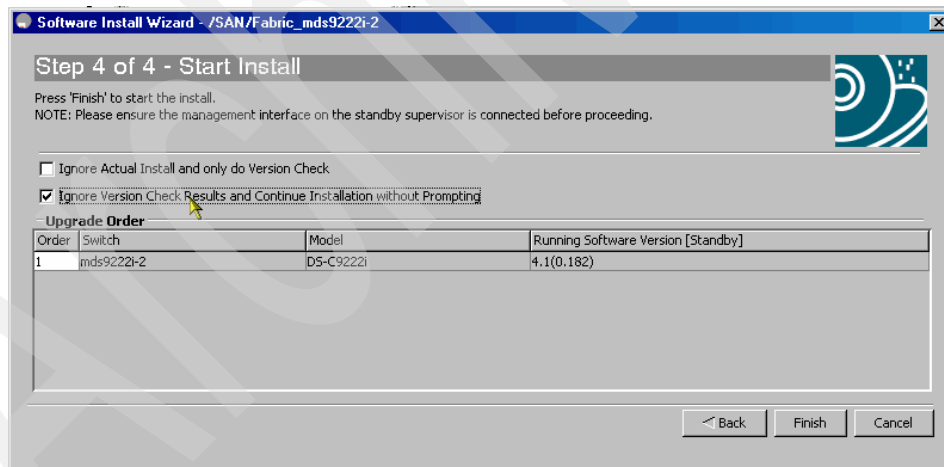 Software Install Wizard - /SAN/Fabric_mds9222i-2
Step 4 of 4 - Start Install
Press 'Finish' to start the install.
NOTE: Please ensure the management interface on the standby supervisor is connected before proceeding.
Ignore Actual Install and only do Version Check
Ignore Version Check Results and Continue Installation without Prompting
Upgrade Order
Order Switch Model Running Software Version [Standby]
1 mds9222i-2 DS-C9222i 4.1(0.182)
Back Finish Cancel